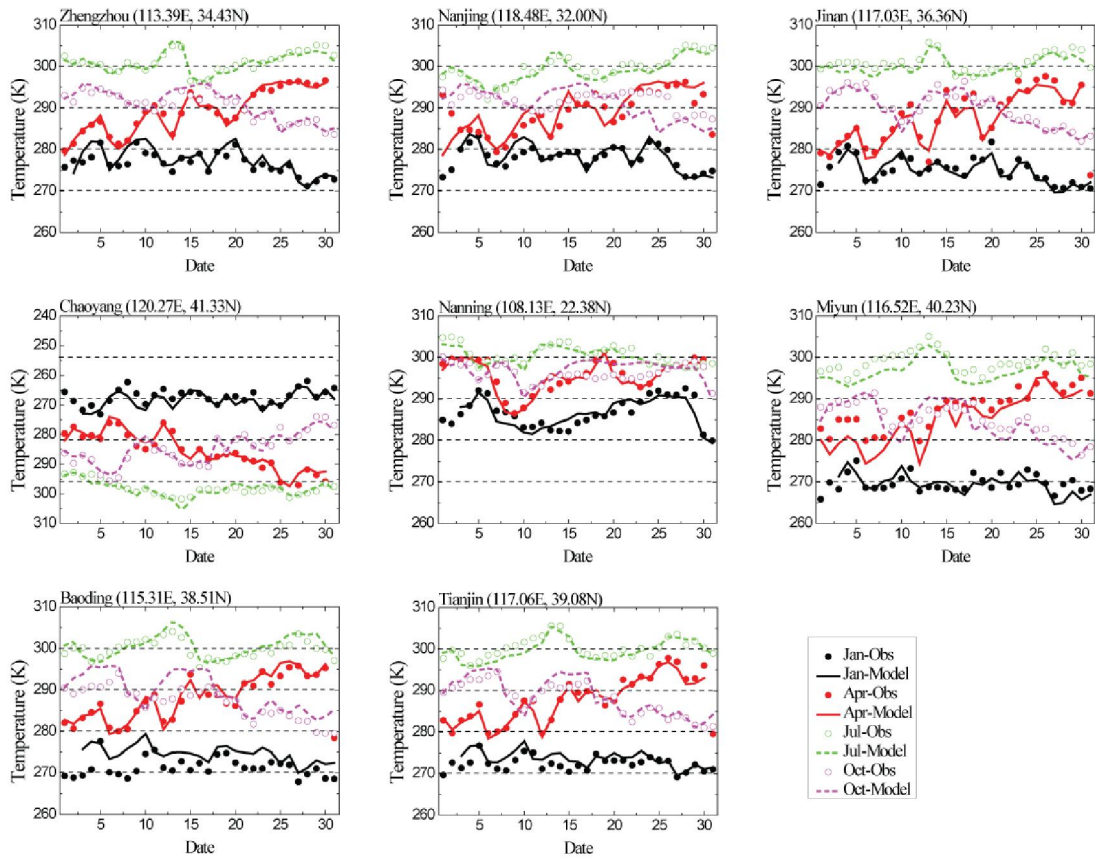 Zhengzhou (113.39E, 34.43N)
310
300
290
280
270
260
Temperature (K)
5 10 15 20 25 30
Date
Nanjing (118.48E, 32.00N)
310
300
290
280
270
260
Temperature (K)
5 10 15 20 25 30
Date
Jinan (117.03E, 36.36N)
310
300
290
280
270
260
Temperature (K)
5 10 15 20 25 30
Date
Chaoyang (120.27E, 41.33N)
240
250
260
270
280
290
300
310
Temperature (K)
5 10 15 20 25 30
Date
Nanning (108.13E, 22.38N)
310
300
290
280
270
260
Temperature (K)
5 10 15 20 25 30
Date
Miyun (116.52E, 40.23N)
310
300
290
280
270
260
Temperature (K)
5 10 15 20 25 30
Date
Baoding (115.31E, 38.51N)
310
300
290
280
270
260
Temperature (K)
5 10 15 20 25 30
Date
Tianjin (117.06E, 39.08N)
310
300
290
280
270
260
Temperature (K)
5 10 15 20 25 30
Date
Jan-Obs
Jan-Model
Apr-Obs
Apr-Model
Jul-Obs
Jul-Model
Oct-Obs
Oct-Model